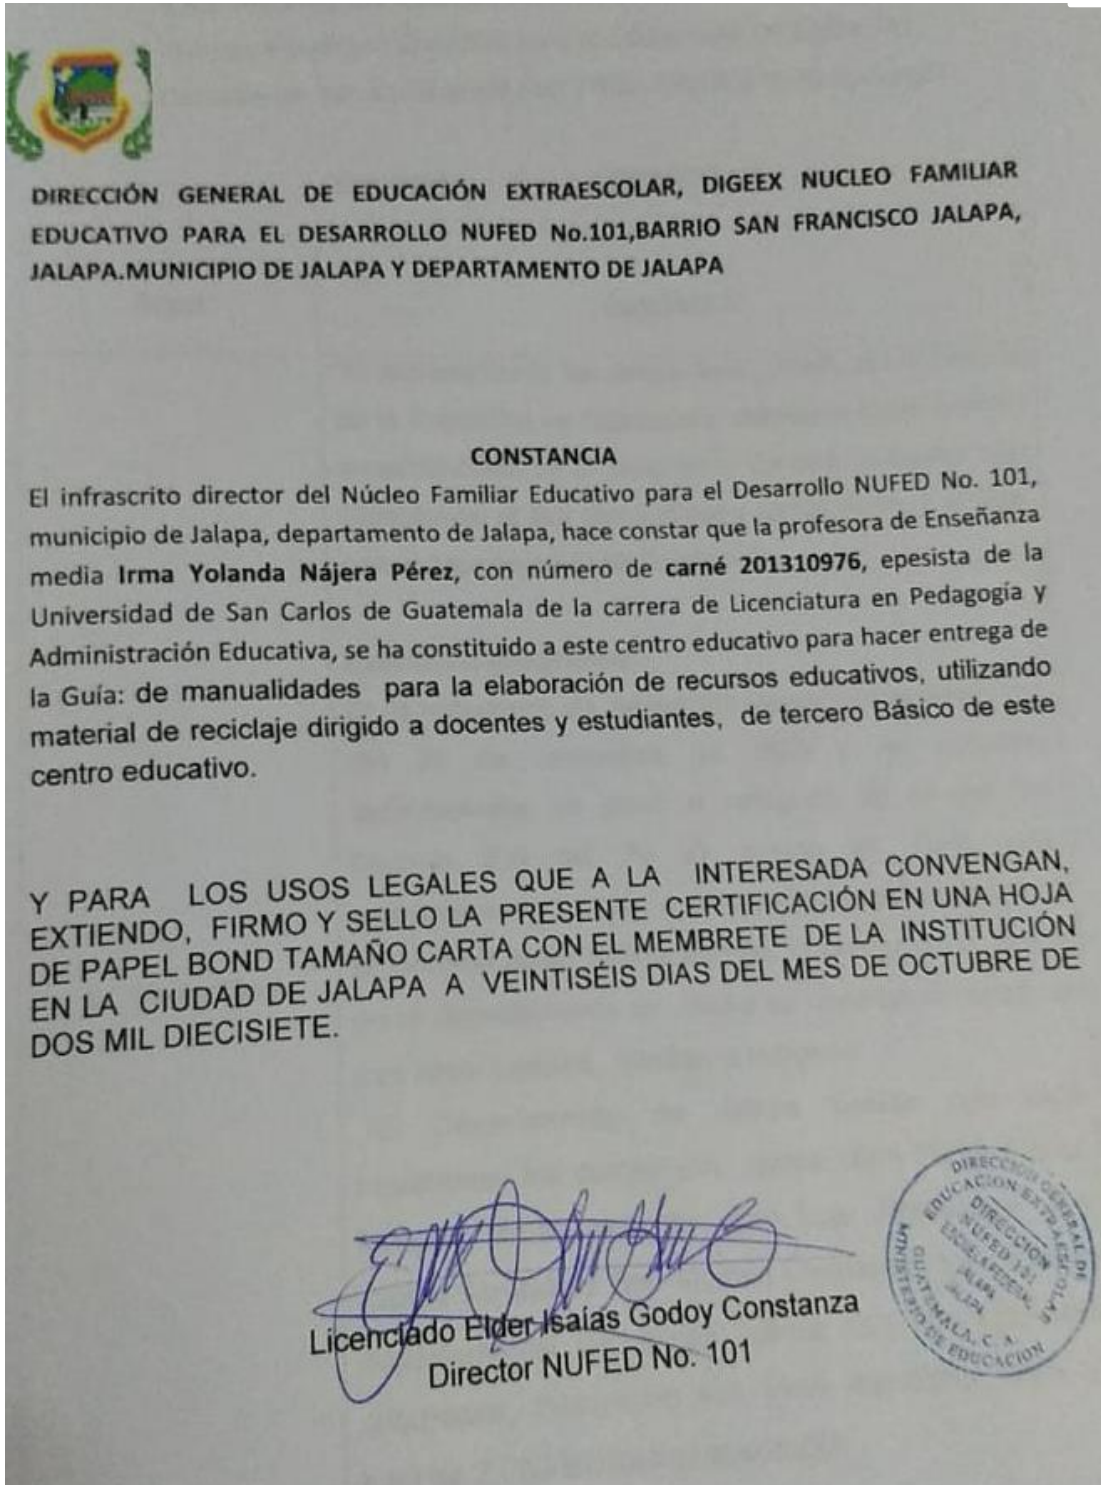 DIRECCIÓN GENERAL DE EDUCACIÓN EXTRAESCOLAR, DIGEEX NUCLEO FAMILIAR
EDUCATIVO PARA EL DESARROLLO NUFED No.101,BARRIO SAN FRANCISCO JALAPA,
JALAPA.MUNICIPIO DE JALAPA Y DEPARTAMENTO DE JALAPA
CONSTANCIA
El infrascrito director del Núcleo Familiar Educativo para el Desarrollo NUFED No. 101,
municipio de Jalapa, departamento de Jalapa, hace constar que la profesora de Enseñanza
media Irma Yolanda Nájera Pérez, con número de carné 201310976, epesista de la
Universidad de San Carlos de Guatemala de la carrera de Licenciatura en Pedagogía y
Administración Educativa, se ha constituido a este centro educativo para hacer entrega de
la Guía: de manualidades para la elaboración de recursos educativos, utilizando
material de reciclaje dirigido a docentes y estudiantes, de tercero Básico de este
centro educativo.
Y PARA LOS USOS LEGALES QUE A LA INTERESADA CONVENGAN,
EXTIENDO, FIRMO Y SELLO LA PRESENTE CERTIFICACIÓN EN UNA HOJA
DE PAPEL BOND TAMAÑO CARTA CON EL MEMBRETE DE LA INSTITUCIÓN
EN LA CIUDAD DE JALAPA A VEINTISÉIS DIAS DEL MES DE OCTUBRE DE
DOS MIL DIECISIETE.
Licenciado Elder Isaías Godoy Constanza
Director NUFED No. 101
DIRECCION GENERAL DE
EDUCACION EXTRAESCOLAR
DIRECCION
NUFED 101
ESCUELA FEDERAL
JALAPA
JALAPA
GUATEMALA, C. A.
MINISTERIO DE EDUCACION